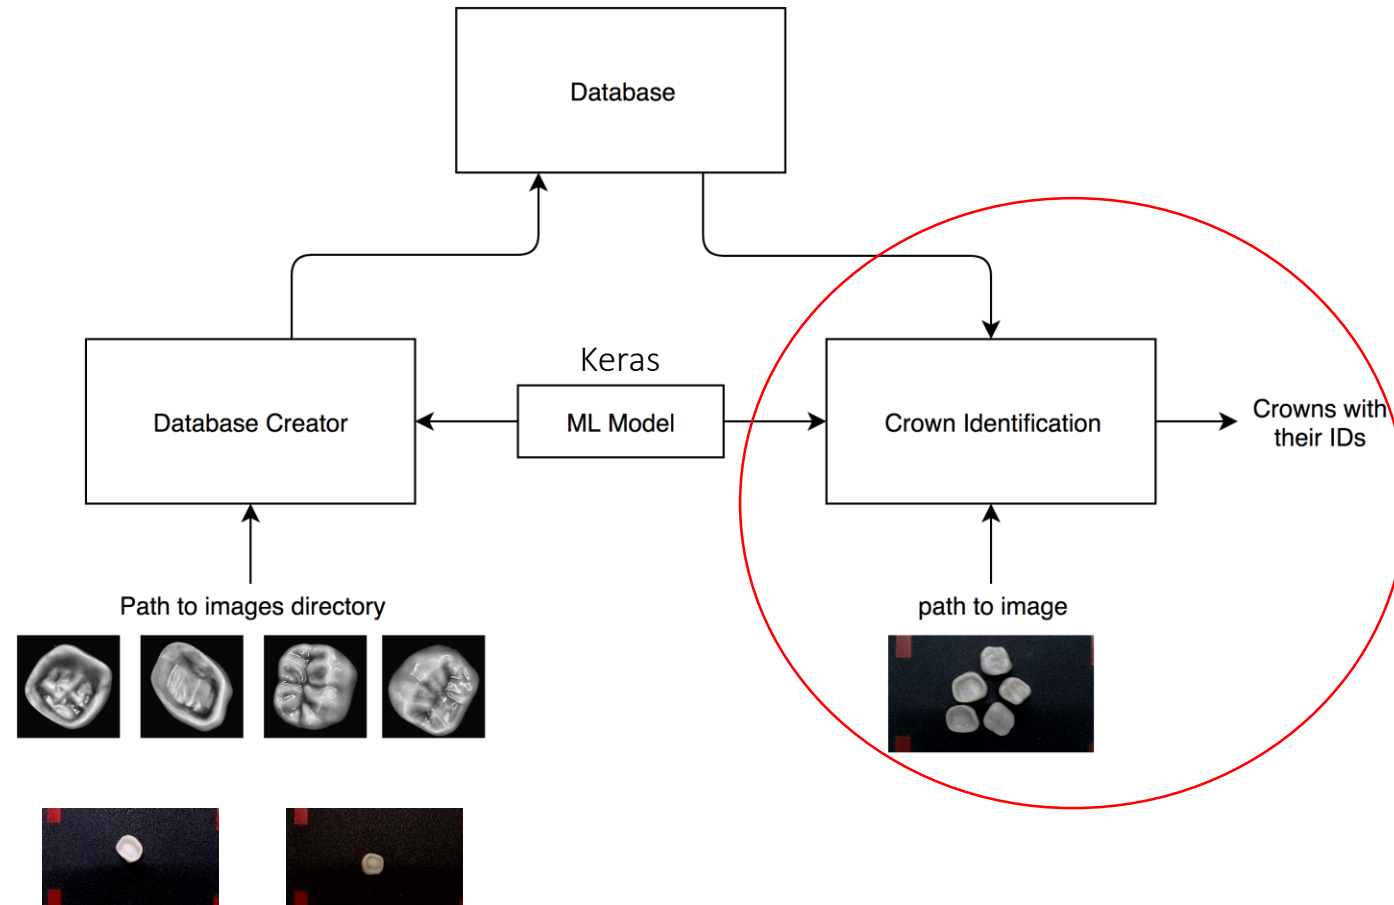 Database
Keras
Database Creator
ML Model
Crown Identification
Crowns with
their IDs
Path to images directory
path to image